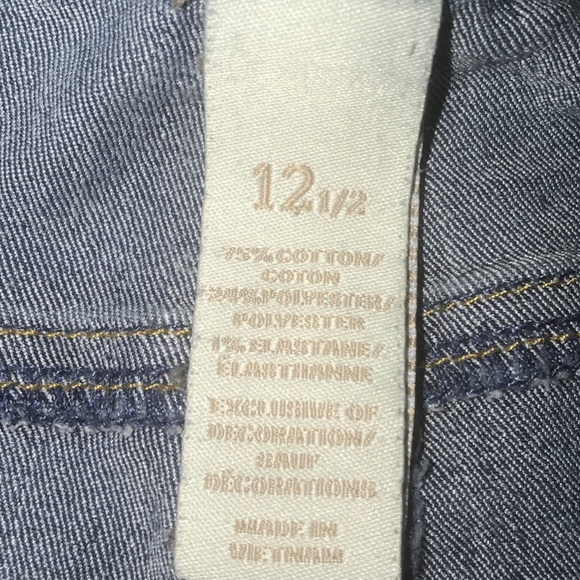 12 1/2
75% COTTON/
COTON
24% POLYESTER/
POLYESTER
1% ELASTANE/
ÉLASTHANNE
EXCLUSIVE OF
DECORATION/
SAUF
DÉCORATIONS
MADE IN
VIETNAM